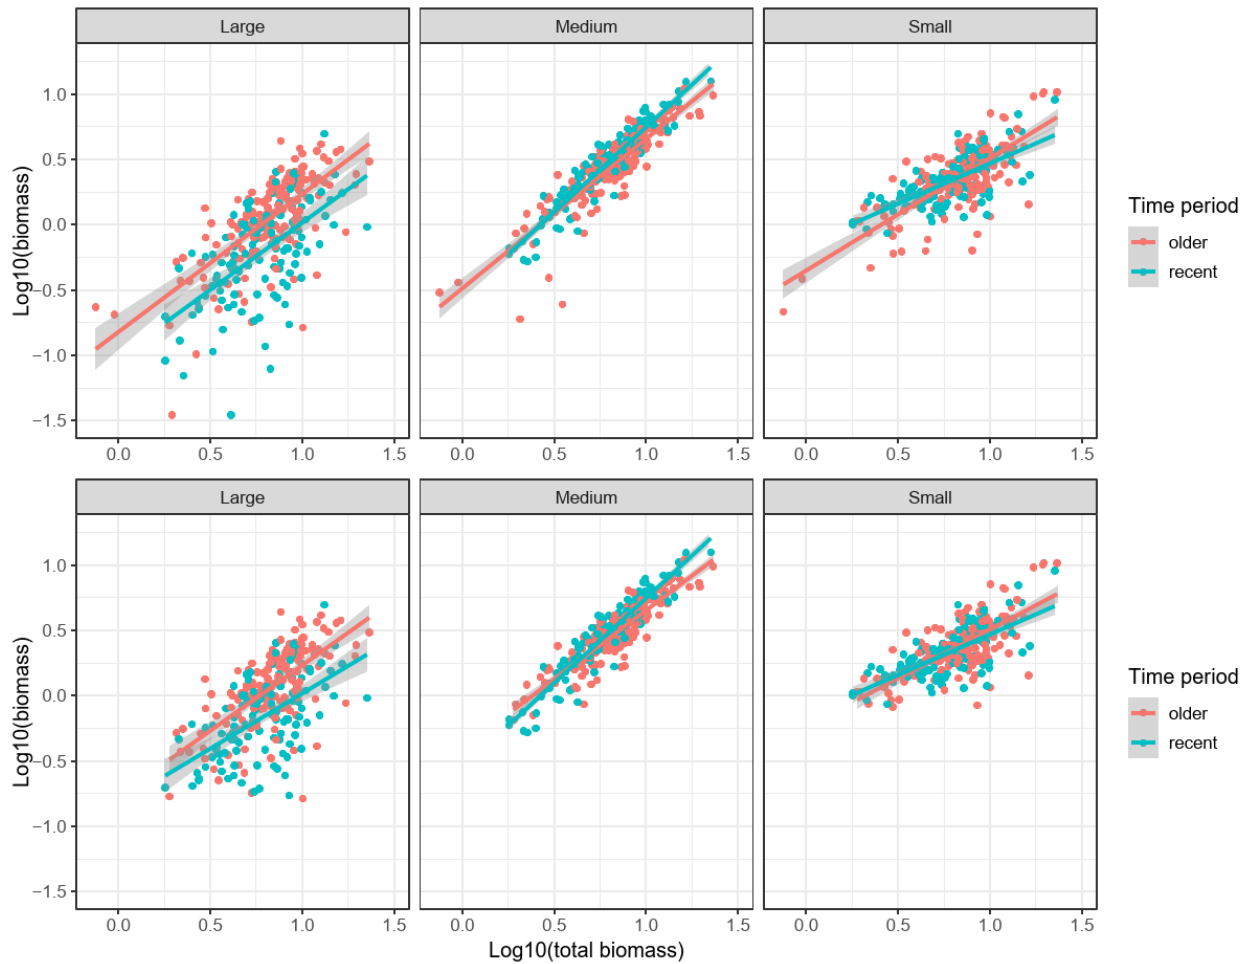 Large Medium Small
1.0
0.5
0.0
−0.5
−1.0
−1.5
Log10(biomass)
0.0 0.5 1.0 1.5 0.0 0.5 1.0 1.5 0.0 0.5 1.0 1.5
Time period
older
recent
Large Medium Small
1.0
0.5
0.0
−0.5
−1.0
−1.5
Log10(biomass)
0.0 0.5 1.0 1.5 0.0 0.5 1.0 1.5 0.0 0.5 1.0 1.5
Log10(total biomass)
Time period
older
recent